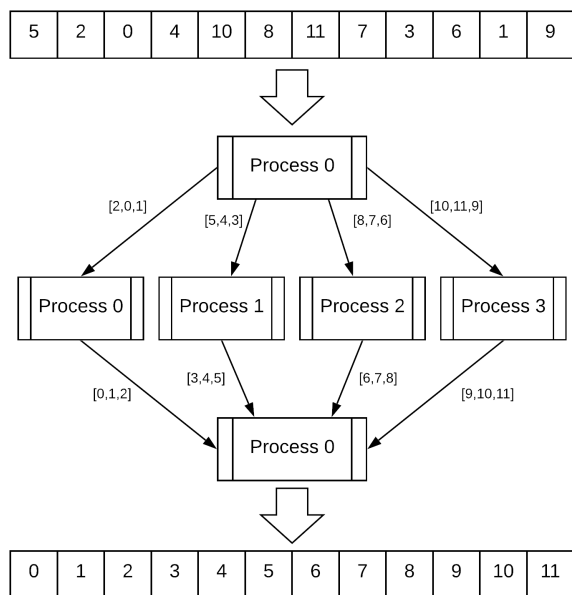 5 2 0 4 10 8 11 7 3 6 1 9
Process 0
[2,0,1] [5,4,3] [8,7,6] [10,11,9]
Process 0 Process 1 Process 2 Process 3
[0,1,2] [3,4,5] [6,7,8] [9,10,11]
Process 0
0 1 2 3 4 5 6 7 8 9 10 11